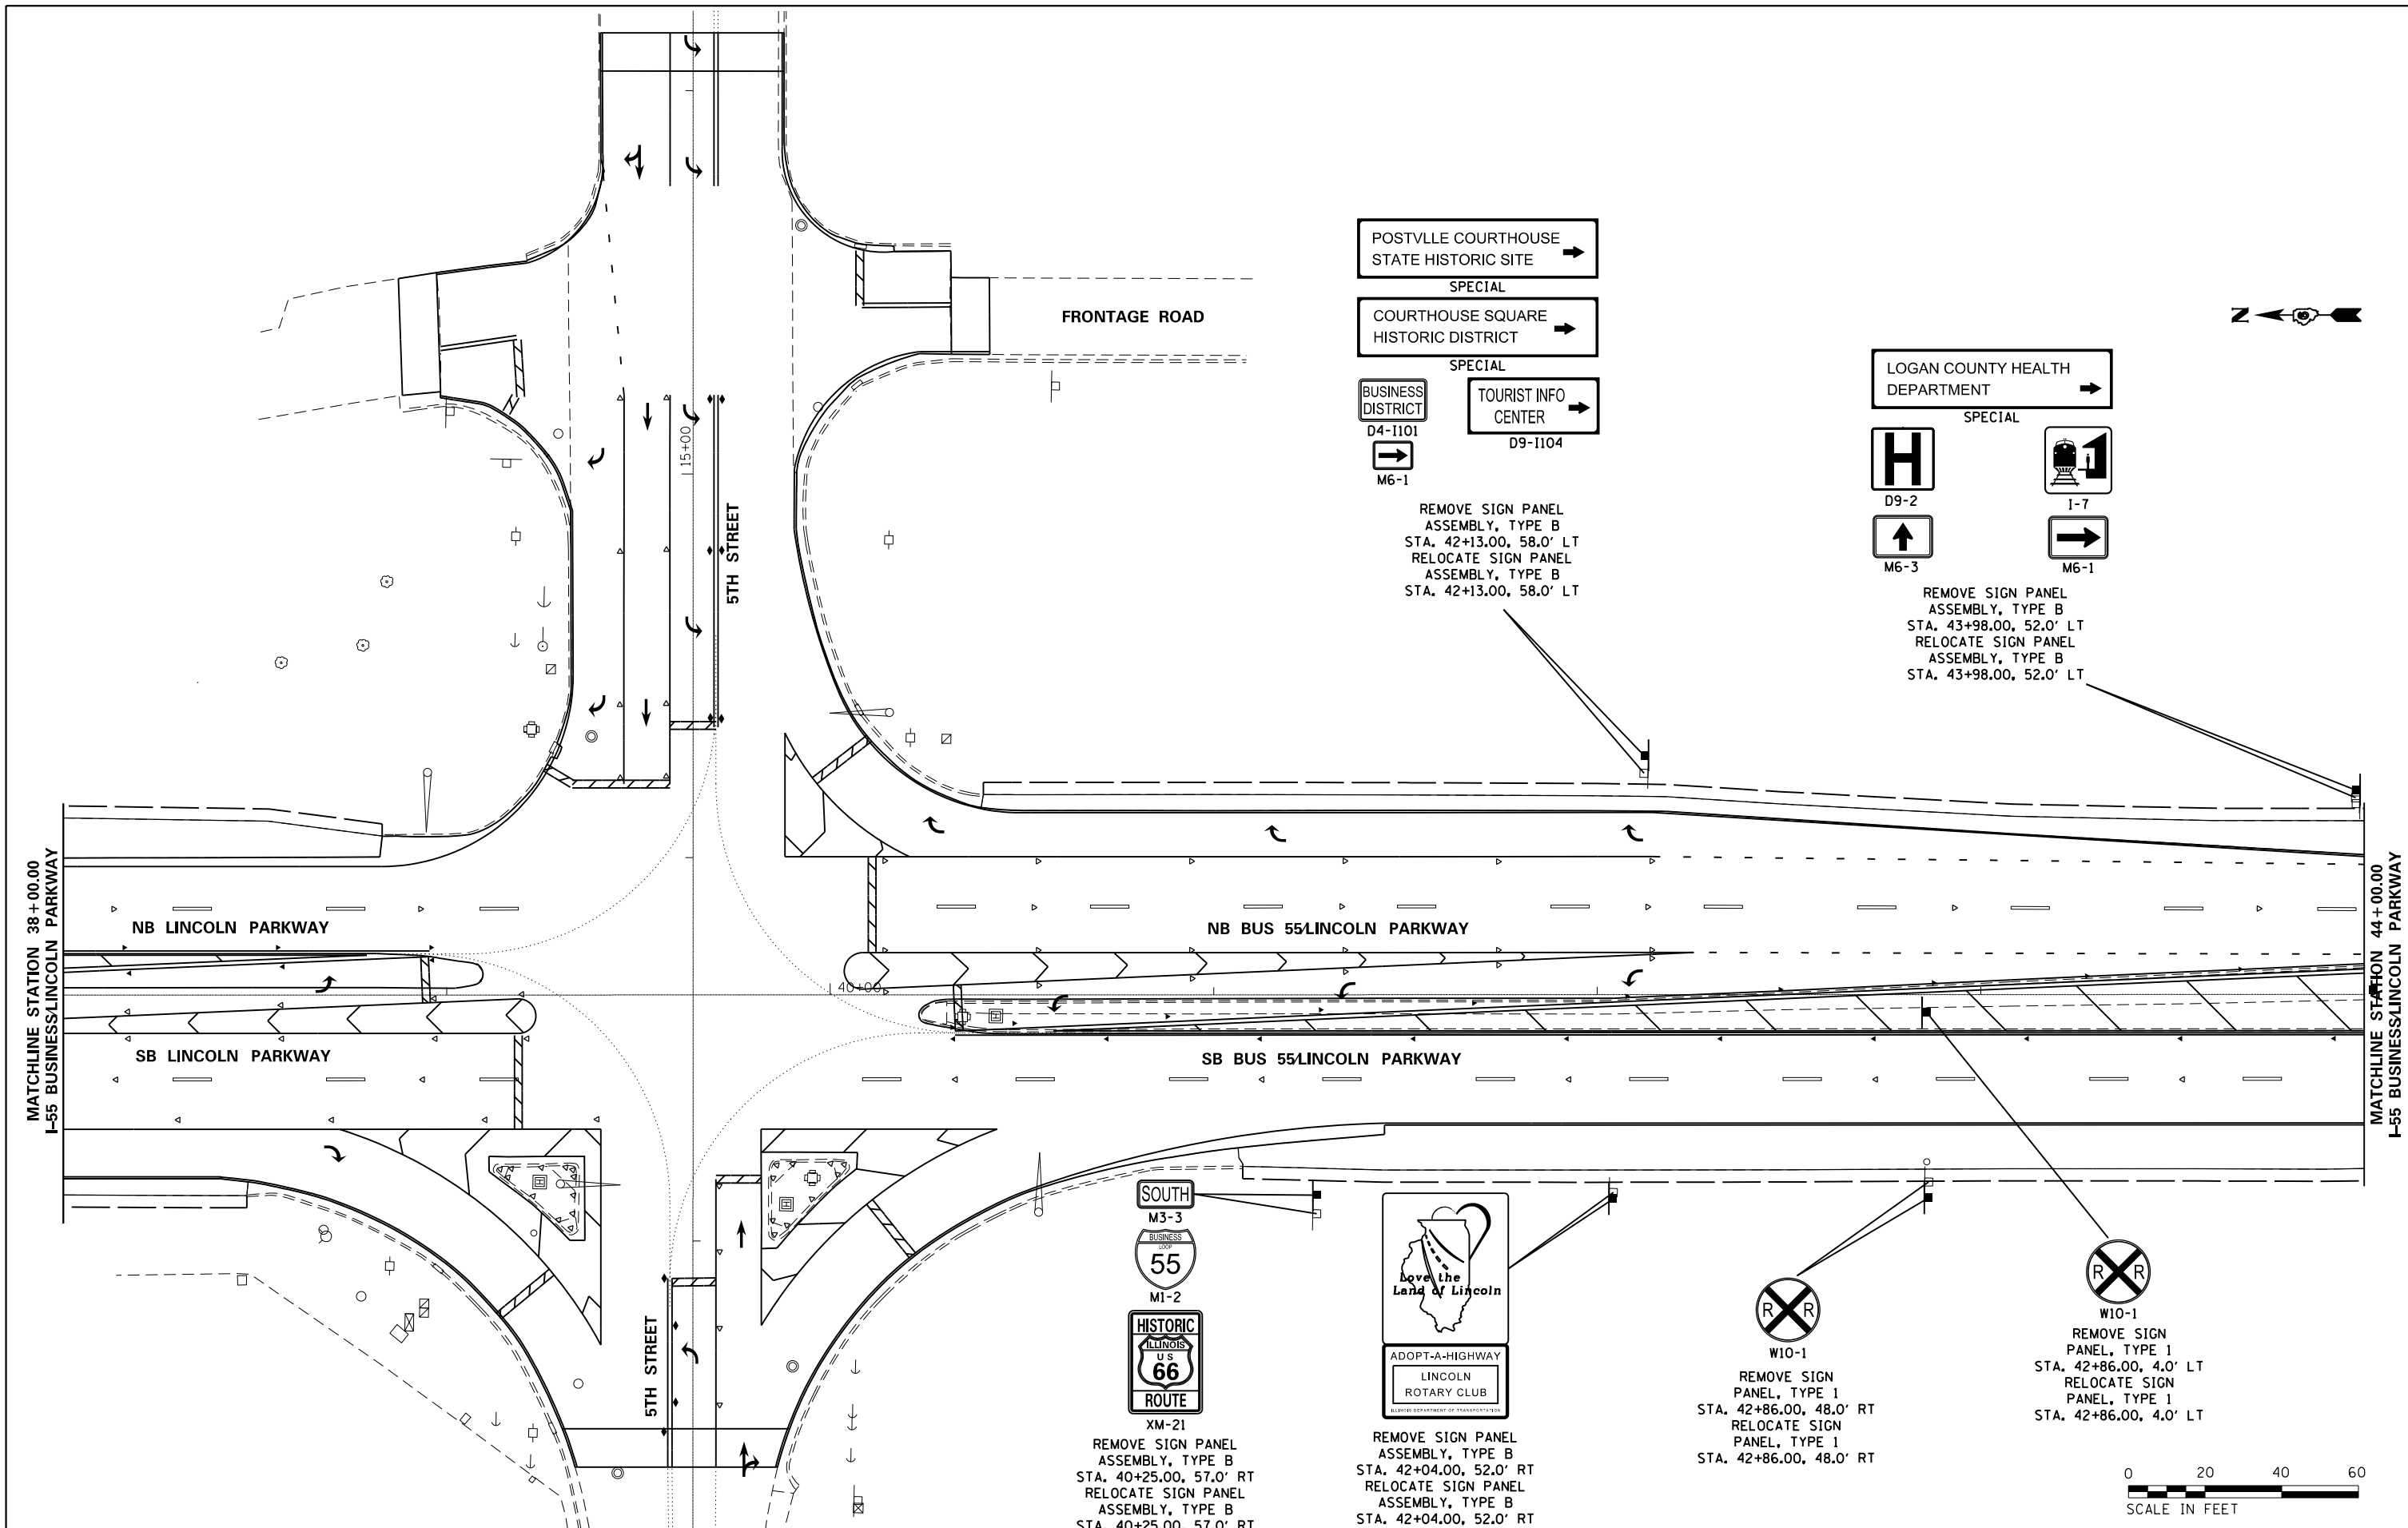 POSTVLLE COURTHOUSE
STATE HISTORIC SITE
SPECIAL
COURTHOUSE SQUARE
HISTORIC DISTRICT
SPECIAL
BUSINESS
DISTRICT
D4-I101
M6-1
TOURIST INFO
CENTER
D9-I104
REMOVE SIGN PANEL
ASSEMBLY, TYPE B
STA. 42+13.00, 58.0' LT
RELOCATE SIGN PANEL
ASSEMBLY, TYPE B
STA. 42+13.00, 58.0' LT
N
LOGAN COUNTY HEALTH
DEPARTMENT
SPECIAL
H
D9-2
M6-3
I-7
M6-1
REMOVE SIGN PANEL
ASSEMBLY, TYPE B
STA. 43+98.00, 52.0' LT
RELOCATE SIGN PANEL
ASSEMBLY, TYPE B
STA. 43+98.00, 52.0' LT
FRONTAGE ROAD
15+00
5TH STREET
MATCHLINE STATION 38+00.00
I-55 BUSINESS/LINCOLN PARKWAY
NB LINCOLN PARKWAY
NB BUS 55/LINCOLN PARKWAY
40+00
SB LINCOLN PARKWAY
SB BUS 55/LINCOLN PARKWAY
MATCHLINE STATION 44+00.00
I-55 BUSINESS/LINCOLN PARKWAY
H
H
H
5TH STREET
SOUTH
M3-3
BUSINESS
LOOP
55
M1-2
HISTORIC
ILLINOIS
US
66
ROUTE
XM-21
REMOVE SIGN PANEL
ASSEMBLY, TYPE B
STA. 40+25.00, 57.0' RT
RELOCATE SIGN PANEL
ASSEMBLY, TYPE B
STA. 40+25.00, 57.0' RT
Love the
Land of Lincoln
ADOPT-A-HIGHWAY
LINCOLN
ROTARY CLUB
ILLINOIS DEPARTMENT OF TRANSPORTATION
REMOVE SIGN PANEL
ASSEMBLY, TYPE B
STA. 42+04.00, 52.0' RT
RELOCATE SIGN PANEL
ASSEMBLY, TYPE B
STA. 42+04.00, 52.0' RT
R R
W10-1
REMOVE SIGN
PANEL, TYPE 1
STA. 42+86.00, 48.0' RT
RELOCATE SIGN
PANEL, TYPE 1
STA. 42+86.00, 48.0' RT
R R
W10-1
REMOVE SIGN
PANEL, TYPE 1
STA. 42+86.00, 4.0' LT
RELOCATE SIGN
PANEL, TYPE 1
STA. 42+86.00, 4.0' LT
0 20 40 60
SCALE IN FEET